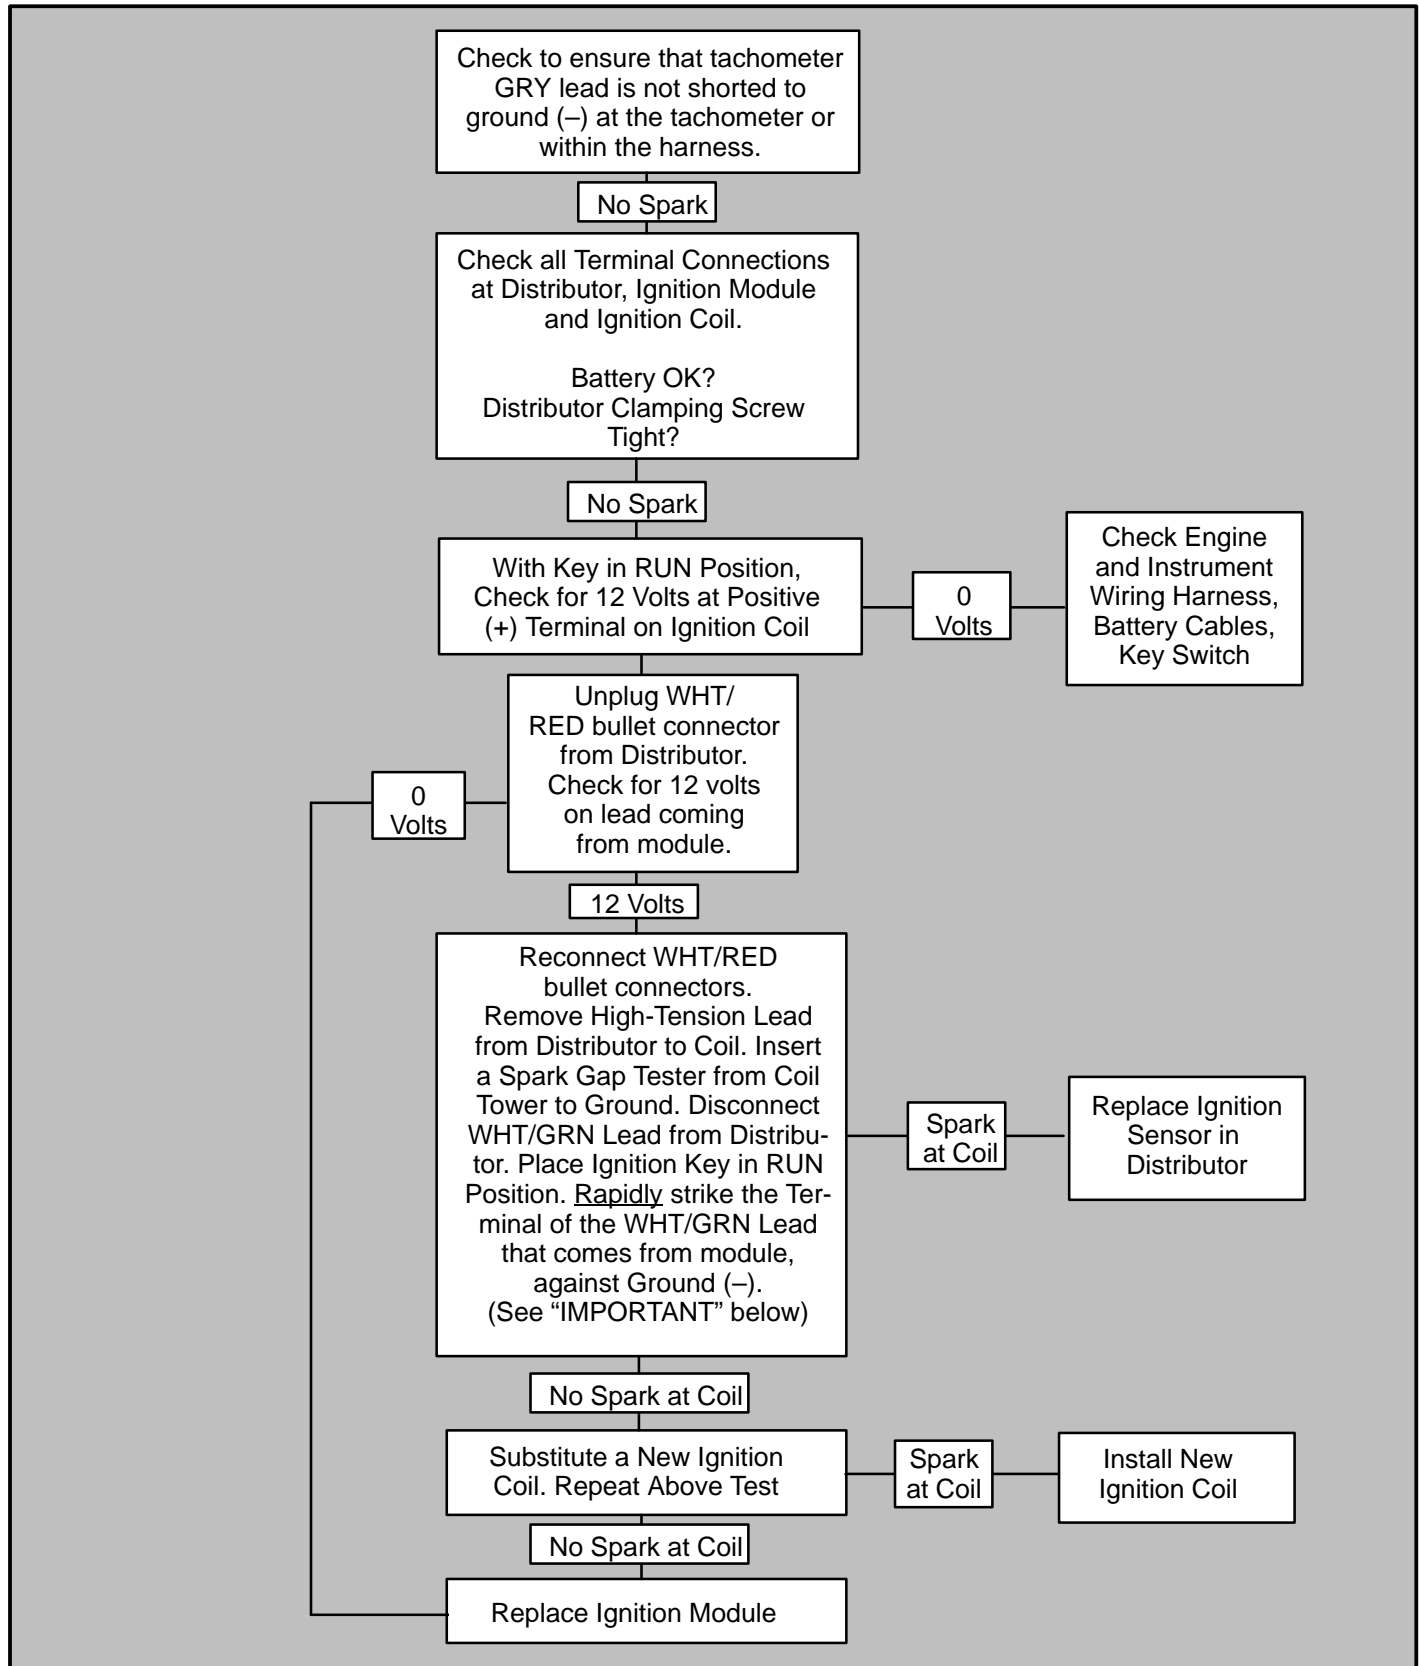 Check to ensure that tachometer
GRY lead is not shorted to
ground (–) at the tachometer or
within the harness.
No Spark
Check all Terminal Connections
at Distributor, Ignition Module
and Ignition Coil.
Battery OK?
Distributor Clamping Screw
Tight?
No Spark
With Key in RUN Position,
Check for 12 Volts at Positive
(+) Terminal on Ignition Coil
0
Volts
Check Engine
and Instrument
Wiring Harness,
Battery Cables,
Key Switch
Unplug WHT/
RED bullet connector
from Distributor.
Check for 12 volts
on lead coming
from module.
0
Volts
12 Volts
Reconnect WHT/RED
bullet connectors.
Remove High-Tension Lead
from Distributor to Coil. Insert
a Spark Gap Tester from Coil
Tower to Ground. Disconnect
WHT/GRN Lead from Distribu-
tor. Place Ignition Key in RUN
Position. Rapidly strike the Ter-
minal of the WHT/GRN Lead
that comes from module,
against Ground (–).
(See “IMPORTANT” below)
Spark
at Coil
Replace Ignition
Sensor in
Distributor
No Spark at Coil
Substitute a New Ignition
Coil. Repeat Above Test
Spark
at Coil
Install New
Ignition Coil
No Spark at Coil
Replace Ignition Module